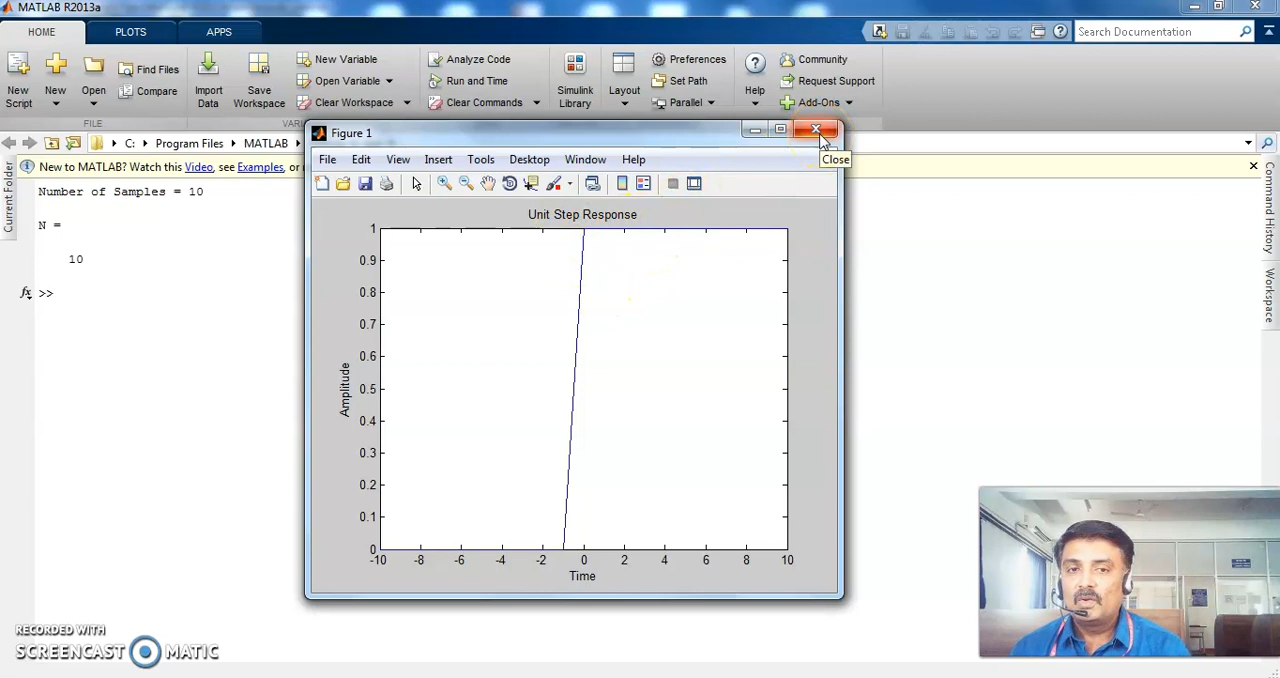 MATLAB R2013a
HOME PLOTS APPS
Search Documentation
New Script
New
Open
Find Files
Compare
Import Data
Save Workspace
New Variable
Open Variable
Clear Workspace
Analyze Code
Run and Time
Clear Commands
Simulink Library
Layout
Preferences
Set Path
Parallel
Help
Community
Request Support
Add-Ons
FILE
VARI
C: Program Files MATLAB
New to MATLAB? Watch this Video, see Examples, or
Current Folder
Number of Samples = 10
N =
10
fx >>
Figure 1
Close
File Edit View Insert Tools Desktop Window Help
Unit Step Response
1
0.9
0.8
0.7
0.6
0.5
0.4
0.3
0.2
0.1
0
Amplitude
-10 -8 -6 -4 -2 0 2 4 6 8 10
Time
Command History
Workspace
RECORDED WITH
SCREENCAST MATIC